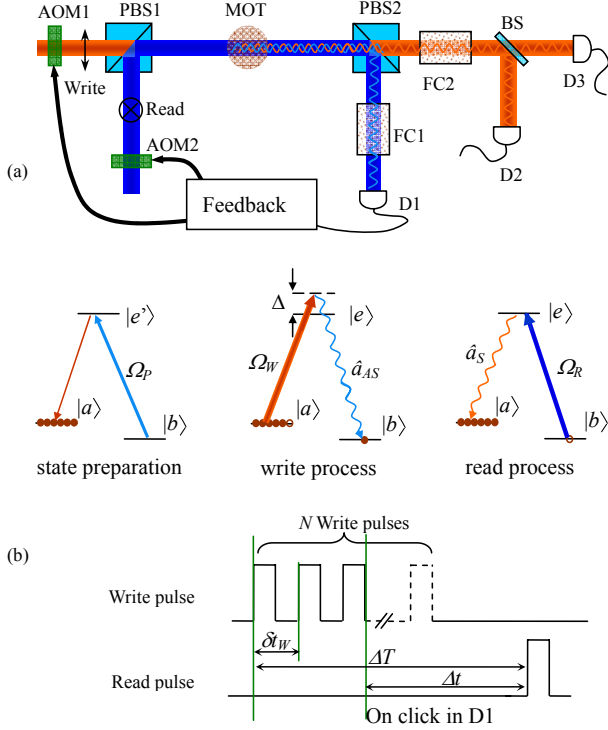 AOM1 PBS1 MOT PBS2 BS
Write
FC2
D3
Read
FC1
AOM2
D2
(a)
Feedback
D1
|e'⟩ Δ |e⟩ |e⟩
Ω_P Ω_W â_AS â_S Ω_R
|a⟩ |a⟩ |a⟩
|b⟩ |b⟩ |b⟩
state preparation write process read process
N Write pulses
(b)
Write pulse
δt_W
ΔT
Read pulse
Δt
On click in D1